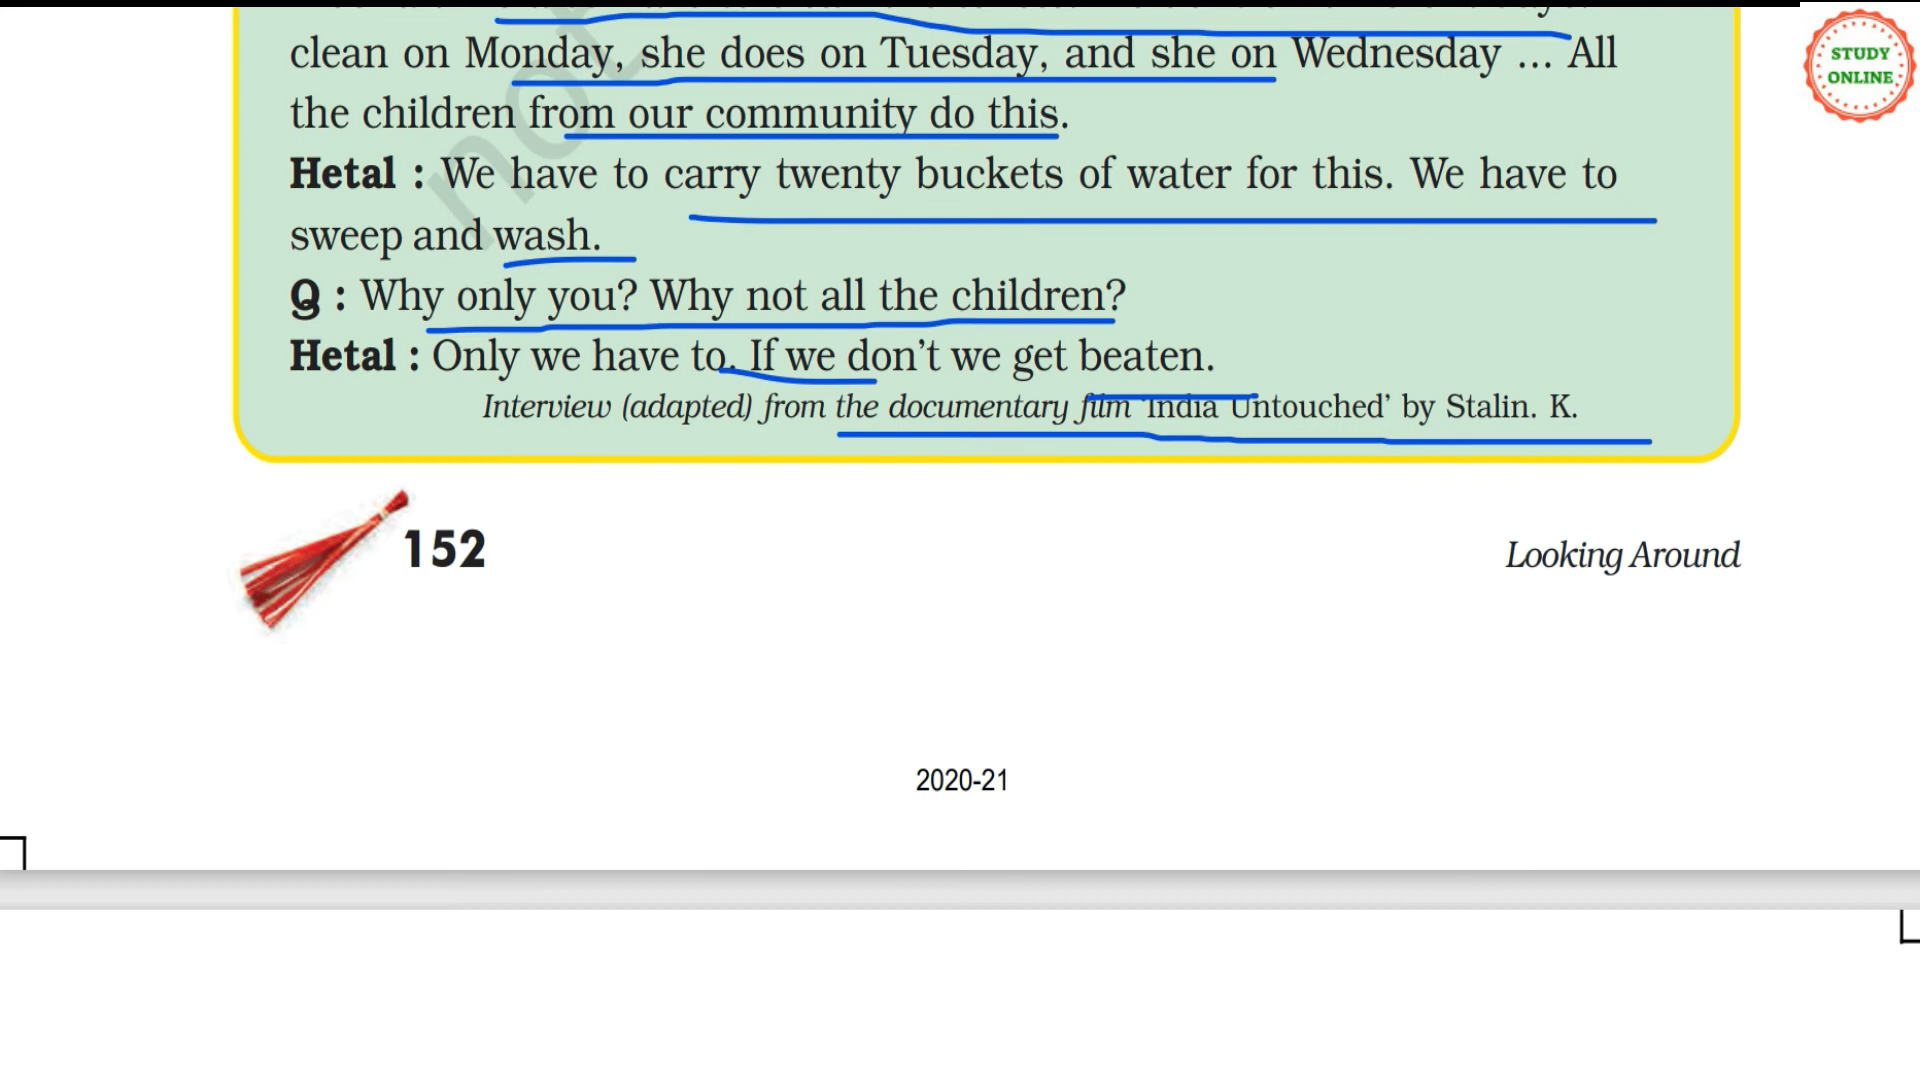 clean on Monday, she does on Tuesday, and she on Wednesday ... All
the children from our community do this.
Hetal : We have to carry twenty buckets of water for this. We have to
sweep and wash.
Q : Why only you? Why not all the children?
Hetal : Only we have to. If we don't we get beaten.
Interview (adapted) from the documentary film 'India Untouched' by Stalin. K.
152
Looking Around
2020-21
STUDY
ONLINE
not